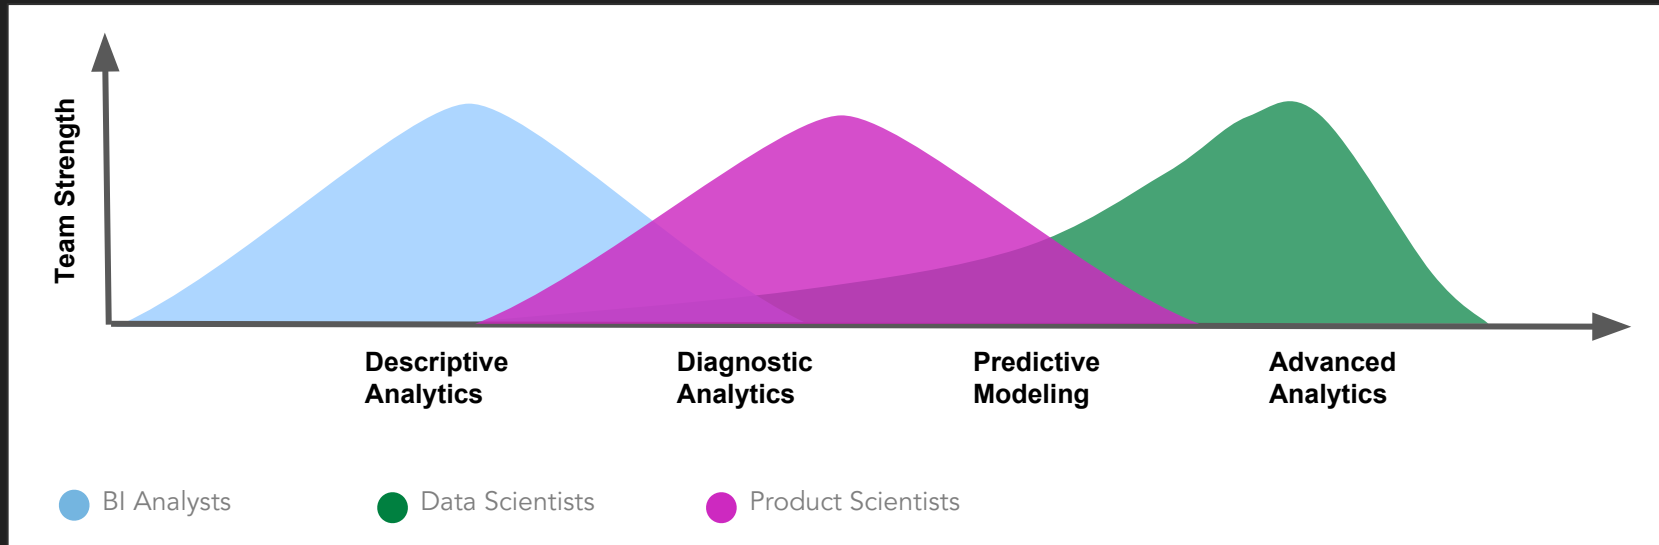 Team Strength
Descriptive
Analytics
Diagnostic
Analytics
Predictive
Modeling
Advanced
Analytics
BI Analysts
Data Scientists
Product Scientists